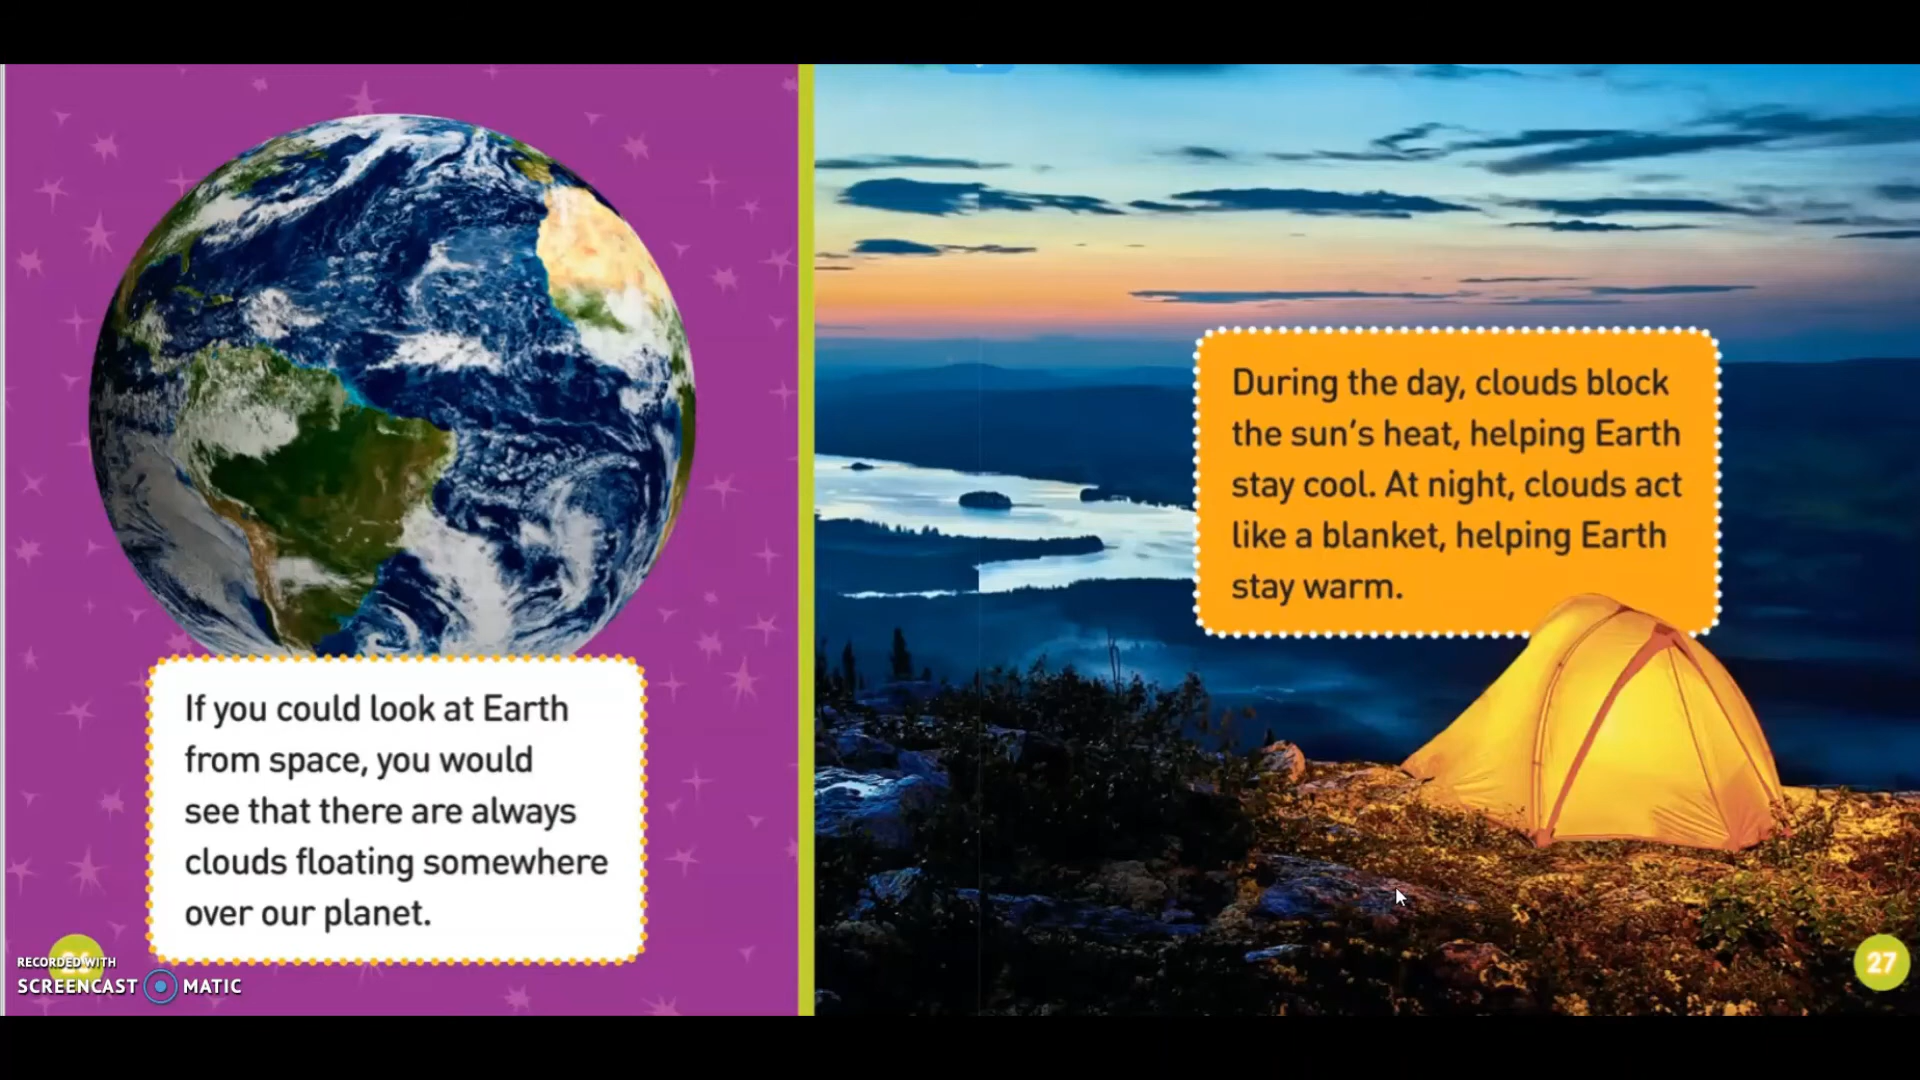 If you could look at Earth
from space, you would
see that there are always
clouds floating somewhere
over our planet.
RECORDED WITH
SCREENCAST MATIC
During the day, clouds block
the sun's heat, helping Earth
stay cool. At night, clouds act
like a blanket, helping Earth
stay warm.
27